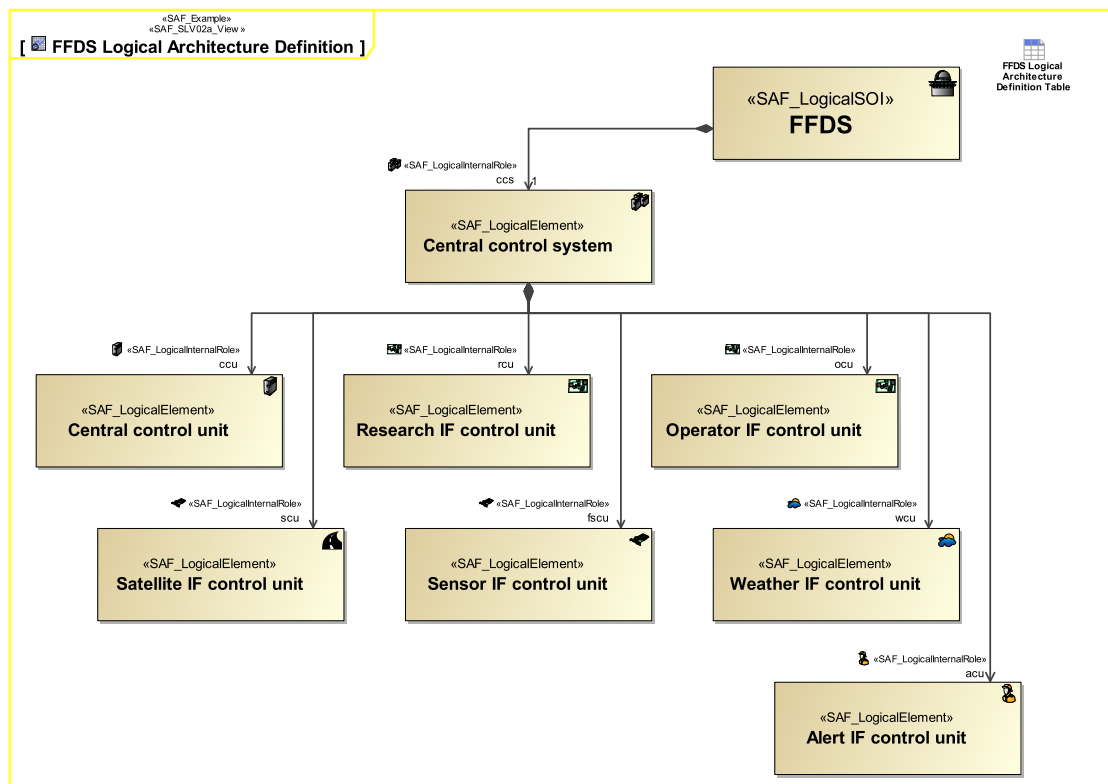 «SAF_Example»
«SAF_SLV02a_View »
[ FFDS Logical Architecture Definition ]
FFDS Logical
Architecture
Definition Table
«SAF_LogicalSOI»
FFDS
«SAF_LogicalInternalRole»
ccs
1
«SAF_LogicalElement»
Central control system
«SAF_LogicalInternalRole»
ccu
«SAF_LogicalInternalRole»
rcu
«SAF_LogicalInternalRole»
ocu
«SAF_LogicalElement»
Central control unit
«SAF_LogicalElement»
Research IF control unit
«SAF_LogicalElement»
Operator IF control unit
«SAF_LogicalInternalRole»
scu
«SAF_LogicalInternalRole»
fscu
«SAF_LogicalInternalRole»
wcu
«SAF_LogicalElement»
Satellite IF control unit
«SAF_LogicalElement»
Sensor IF control unit
«SAF_LogicalElement»
Weather IF control unit
«SAF_LogicalInternalRole»
acu
«SAF_LogicalElement»
Alert IF control unit